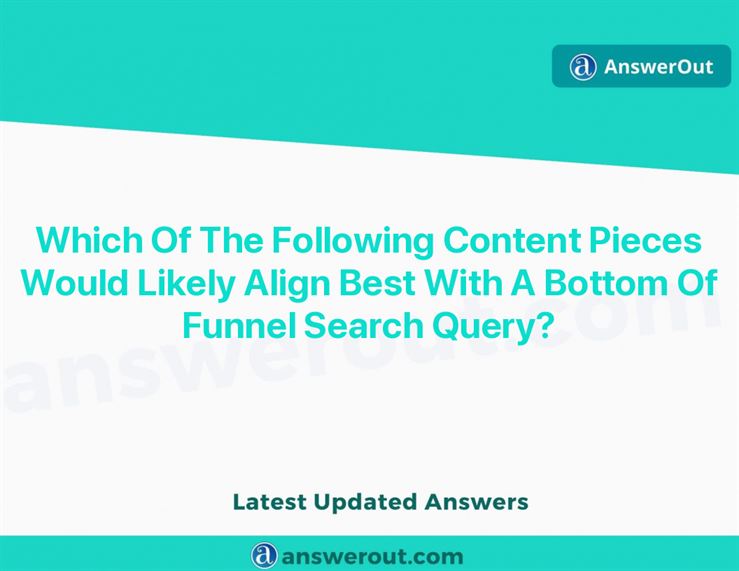 AnswerOut
Which Of The Following Content Pieces
Would Likely Align Best With A Bottom Of
Funnel Search Query?
answerout.com
Latest Updated Answers
answerout.com